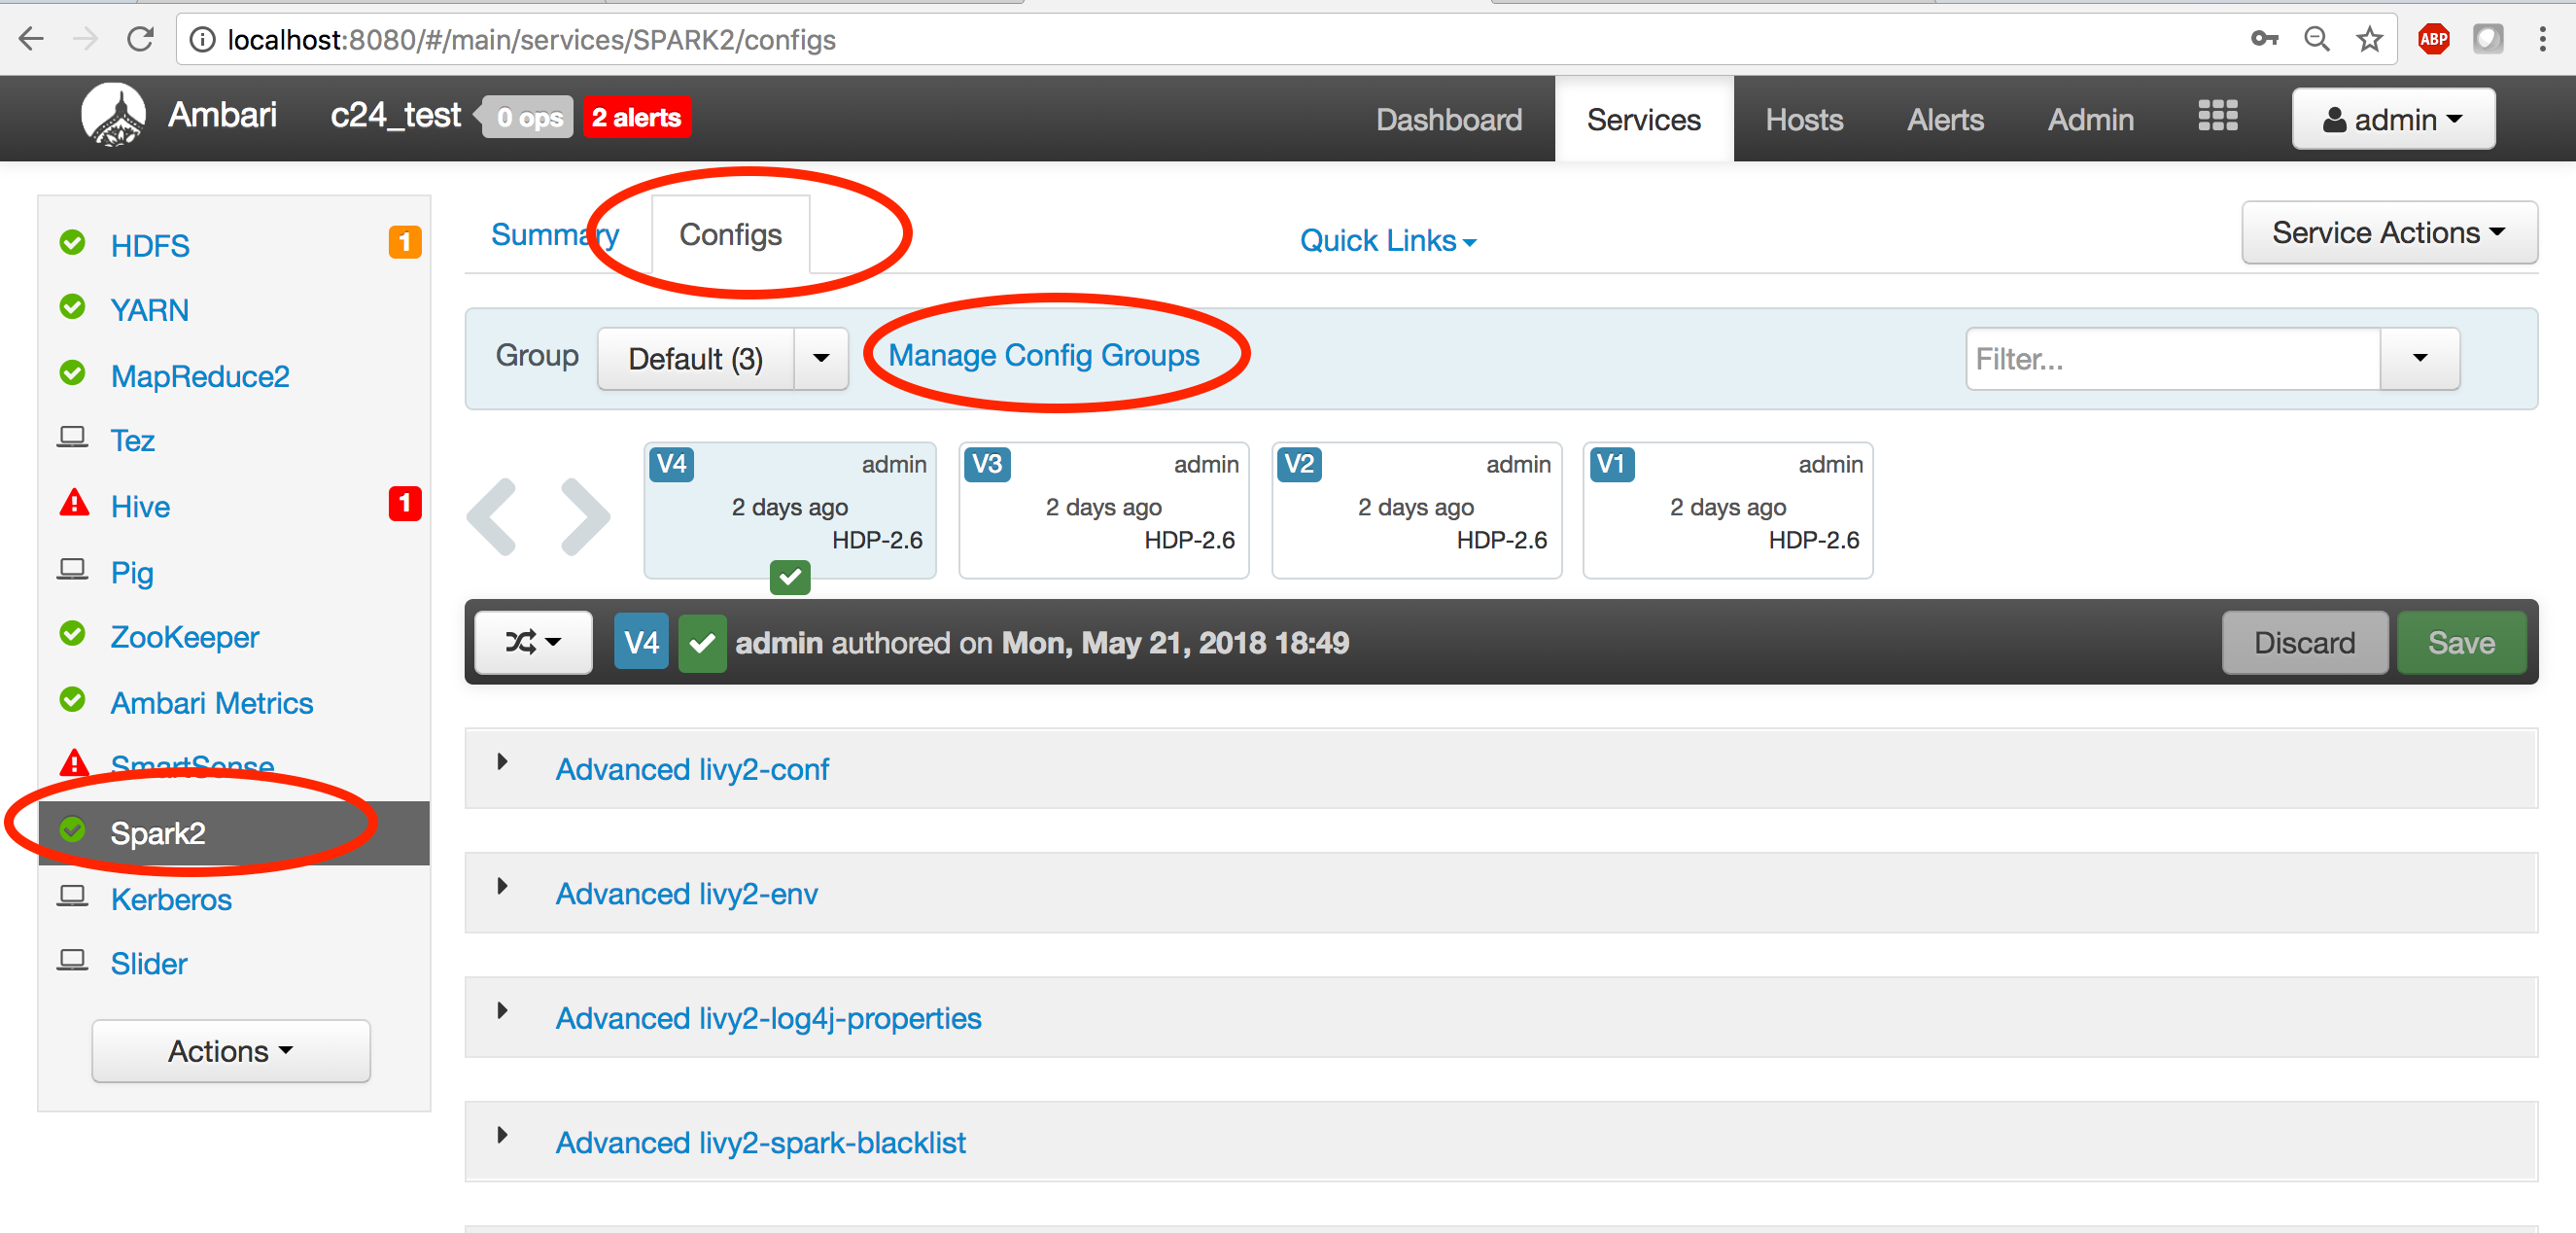 localhost:8080/#/main/services/SPARK2/configs
ABP
Ambari c24_test 0 ops 2 alerts Dashboard Services Hosts Alerts Admin admin
HDFS 1
YARN
MapReduce2
Tez
Hive 1
Pig
ZooKeeper
Ambari Metrics
SmartSense
Spark2
Kerberos
Slider
Actions
Summary Configs Quick Links Service Actions
Group Default (3) Manage Config Groups Filter...
V4 admin
2 days ago
HDP-2.6
V3 admin
2 days ago
HDP-2.6
V2 admin
2 days ago
HDP-2.6
V1 admin
2 days ago
HDP-2.6
V4 admin authored on Mon, May 21, 2018 18:49 Discard Save
Advanced livy2-conf
Advanced livy2-env
Advanced livy2-log4j-properties
Advanced livy2-spark-blacklist